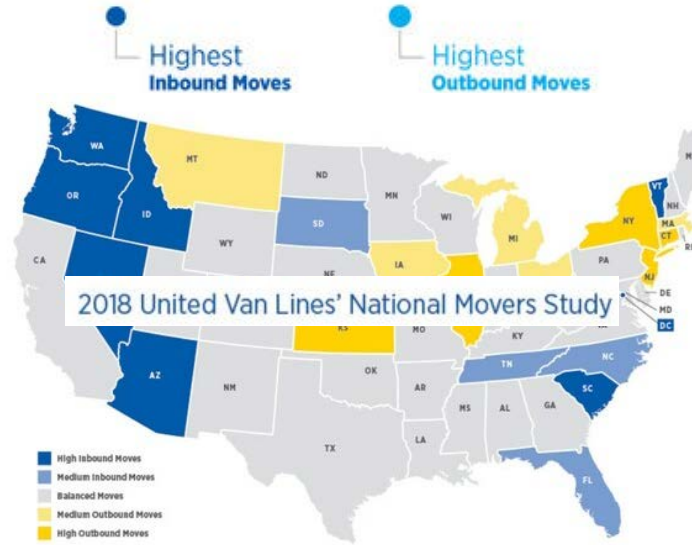 Highest
Inbound Moves
Highest
Outbound Moves
WA
MT
ND
MN
VT
OR
ID
SD
WI
NH
NY
MA
CT
WY
MI
CA
IA
PA
NJ
DE
MD
DC
2018 United Van Lines' National Movers Study
KS
MO
KY
AZ
NM
OK
TN
NC
AR
SC
MS
AL
GA
TX
LA
FL
High Inbound Moves
Medium Inbound Moves
Balanced Moves
Medium Outbound Moves
High Outbound Moves